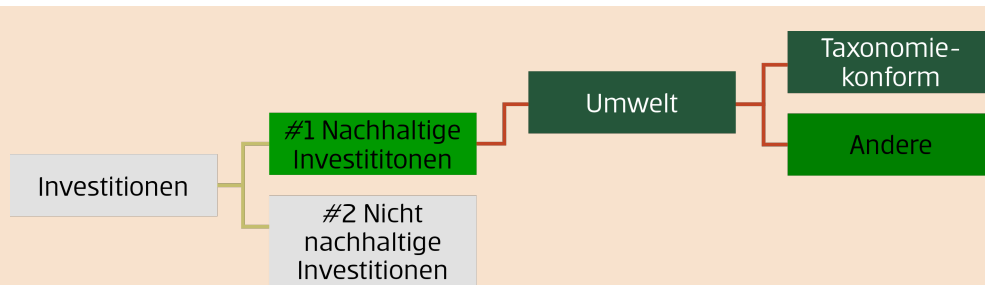 Investitionen
#1 Nachhaltige
Investititonen
#2 Nicht
nachhaltige
Investitionen
Umwelt
Taxonomie-
konform
Andere